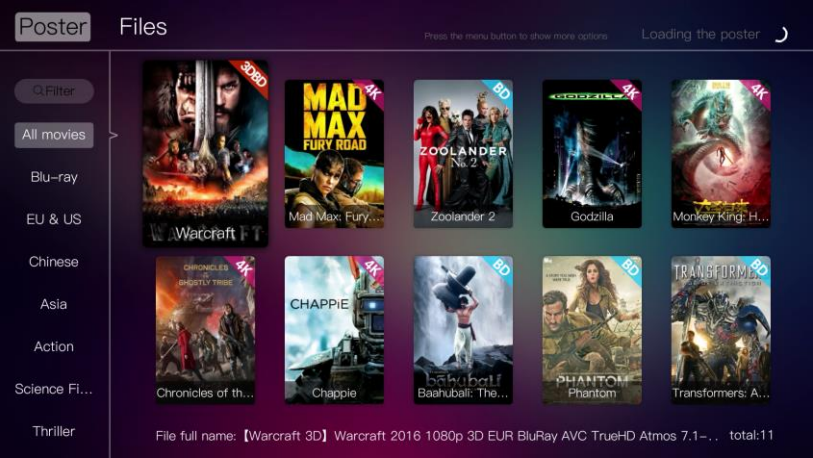 Poster
Files
Press the menu button to show more options
Loading the poster
Filter
All movies
Blu-ray
EU & US
Chinese
Asia
Action
Science Fi...
Thriller
3DBD
WARCRAFT
Warcraft
4K
MAD
MAX
FURY ROAD
Mad Max: Fury...
BD
ZOOLANDER
No. 2
Zoolander 2
4K
GODZILLA
Godzilla
4K
Monkey King: H...
4K
CHRONICLES
GHOSTLY TRIBE
Chronicles of th...
4K
CHAPPiE
Chappie
BD
bāhubali
Baahubali: The...
BD
PHANTOM
Phantom
BD
TRANSFORMERS
Transformers: A...
File full name:【Warcraft 3D】Warcraft 2016 1080p 3D EUR BluRay AVC TrueHD Atmos 7.1-..
total:11